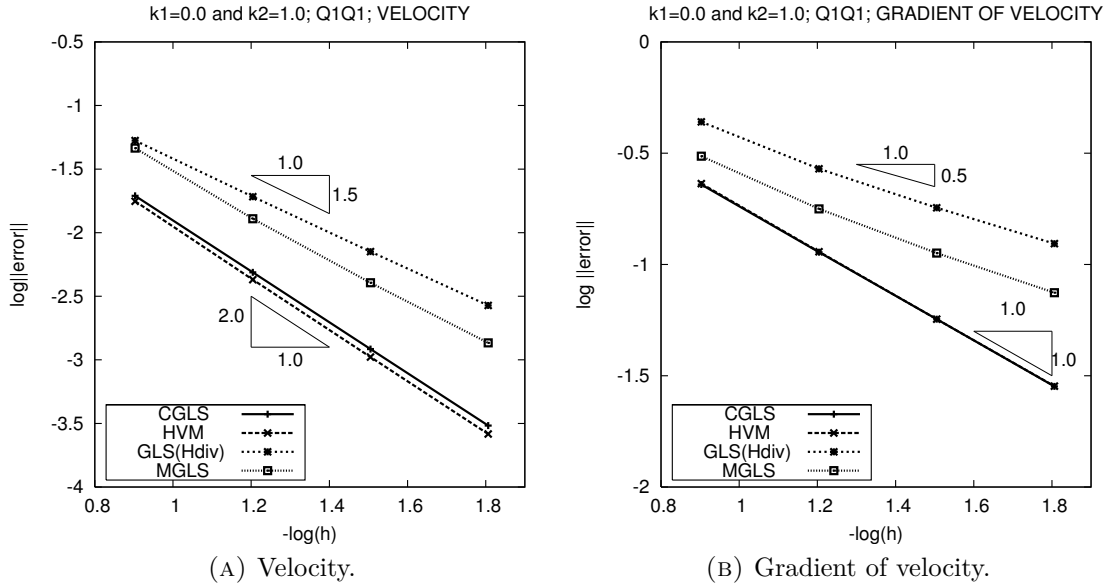 k1=0.0 and k2=1.0; Q1Q1; VELOCITY
-0.5
-1
-1.5
-2
-2.5
-3
-3.5
-4
log||error||
1.0
1.5
2.0
1.0
CGLS
HVM
GLS(Hdiv)
MGLS
0.8 1 1.2 1.4 1.6 1.8
-log(h)
(A) Velocity.
k1=0.0 and k2=1.0; Q1Q1; GRADIENT OF VELOCITY
0
-0.5
-1
-1.5
-2
log ||error||
1.0
0.5
1.0
1.0
CGLS
HVM
GLS(Hdiv)
MGLS
0.8 1 1.2 1.4 1.6 1.8
-log(h)
(B) Gradient of velocity.